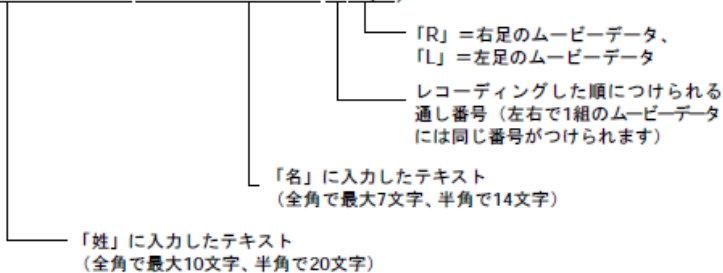 「R」=右足のムービーデータ、
「L」=左足のムービーデータ
レコーディングした順につけられる
通し番号（左右で1組のムービーデータ
には同じ番号がつけられます）
「名」に入力したテキスト
（全角で最大7文字、半角で14文字）
「姓」に入力したテキスト
（全角で最大10文字、半角で20文字）